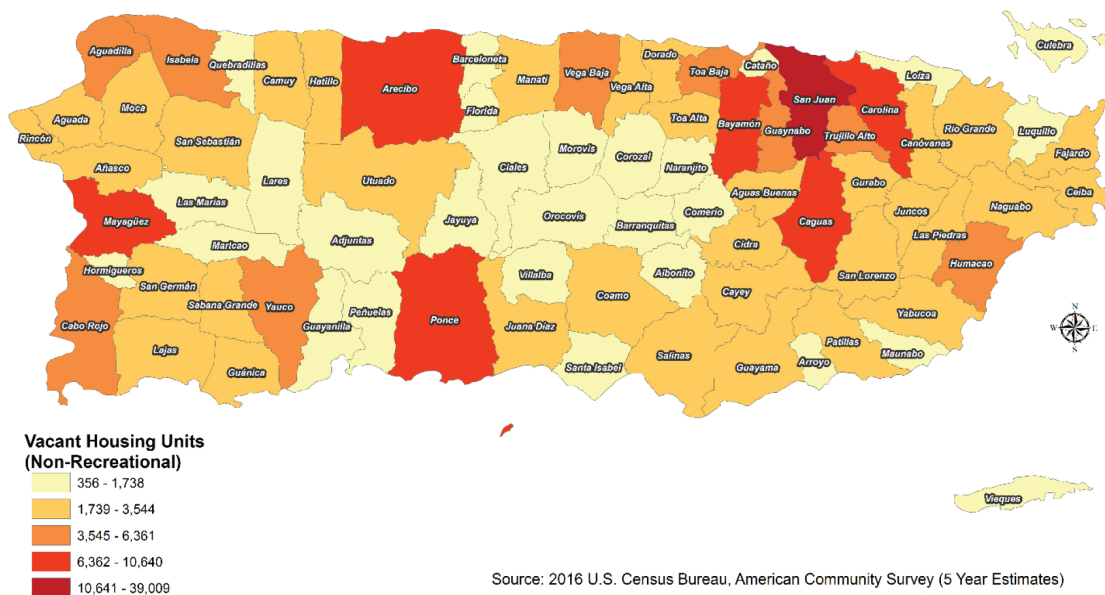 Culebra
Aguadilla
Isabela
Quebradillas
Camuy
Hatillo
Arecibo
Barceloneta
Manatí
Vega Baja
Vega Alta
Dorado
Toa Baja
Cataño
San Juan
Loíza
Carolina
Florida
Moca
Aguada
Rincón
San Sebastián
Añasco
Toa Alta
Bayamón
Guaynabo
Trujillo Alto
Canóvanas
Rio Grande
Luquillo
Fajardo
Ceiba
Lares
Utuado
Ciales
Morovis
Corozal
Naranjito
Aguas Buenas
Gurabo
Las Marías
Mayagüez
Maricao
Adjuntas
Jayuya
Orocovis
Barranquitas
Comerío
Caguas
Juncos
Naguabo
Las Piedras
Cidra
Hormigueros
San Germán
Sabana Grande
Yauco
Guayanilla
Peñuelas
Ponce
Villalba
Coamo
Aibonito
Cayey
San Lorenzo
Humacao
Yabucoa
Cabo Rojo
Lajas
Guánica
Juana Díaz
Santa Isabel
Salinas
Guayama
Arroyo
Patillas
Maunabo
N
W
E
S
Vieques
Vacant Housing Units
(Non-Recreational)
356 - 1,738
1,739 - 3,544
3,545 - 6,361
6,362 - 10,640
10,641 - 39,009
Source: 2016 U.S. Census Bureau, American Community Survey (5 Year Estimates)